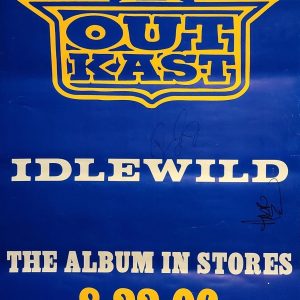 OUT
KAST
IDLEWILD
THE ALBUM IN STORES